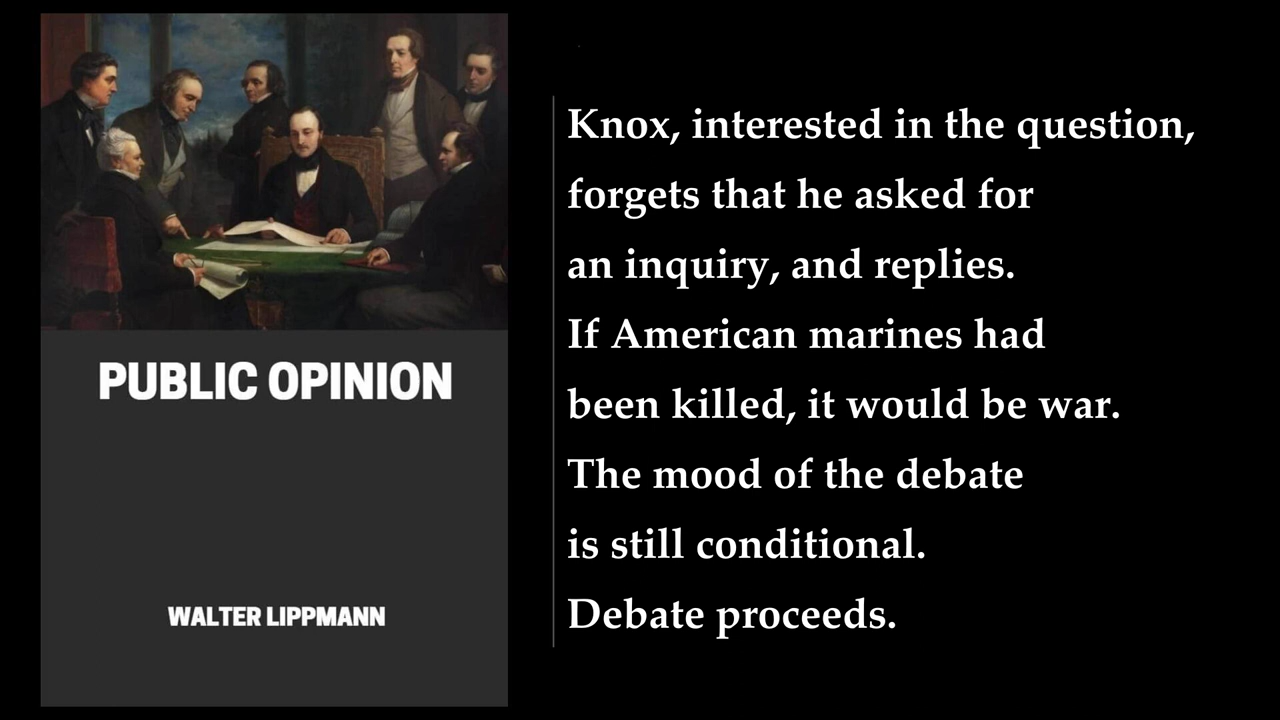 PUBLIC OPINION
WALTER LIPPMANN
Knox, interested in the question,
forgets that he asked for
an inquiry, and replies.
If American marines had
been killed, it would be war.
The mood of the debate
is still conditional.
Debate proceeds.